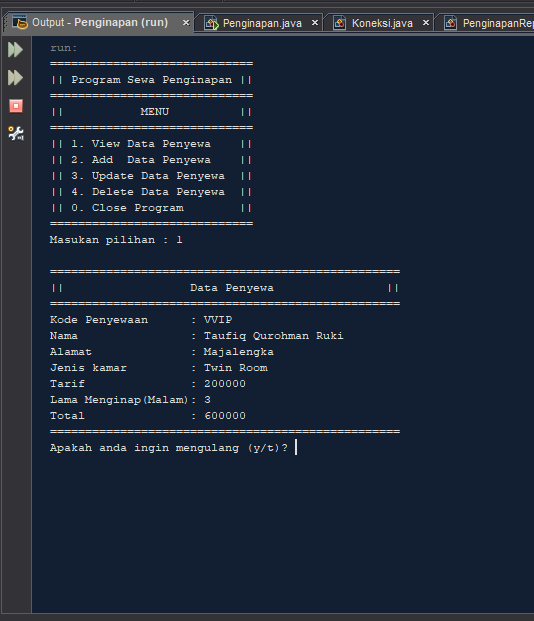 Output - Penginapan (run) × Penginapan.java × Koneksi.java × PenginapanRep
run:
=============================
|| Program Sewa Penginapan ||
=============================
||           MENU          ||
=============================
|| 1. View Data Penyewa    ||
|| 2. Add  Data Penyewa    ||
|| 3. Update Data Penyewa  ||
|| 4. Delete Data Penyewa  ||
|| 0. Close Program        ||
=============================
Masukan pilihan : 1
==================================================
||                  Data Penyewa                ||
==================================================
Kode Penyewaan      : VVIP
Nama                : Taufiq Qurohman Ruki
Alamat              : Majalengka
Jenis kamar         : Twin Room
Tarif               : 200000
Lama Menginap(Malam): 3
Total               : 600000
==================================================
Apakah anda ingin mengulang (y/t)?